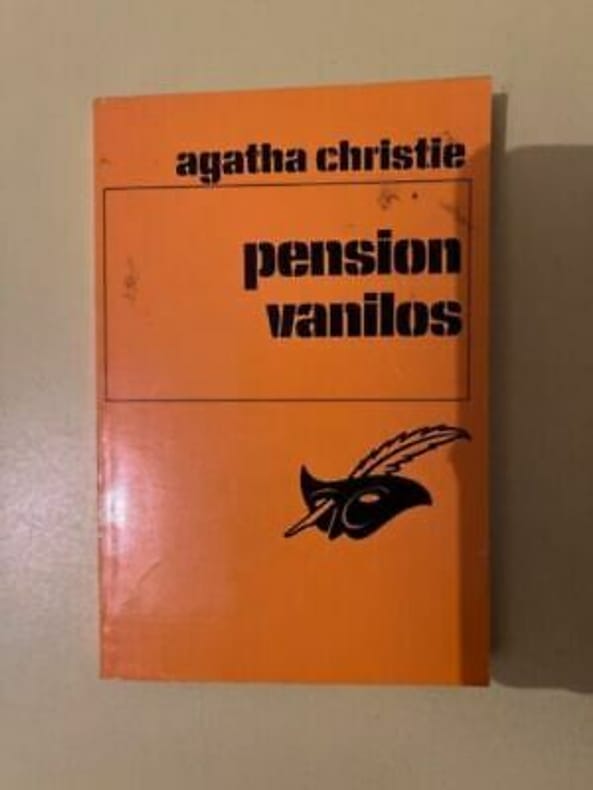 agatha christie
pension
vanilos